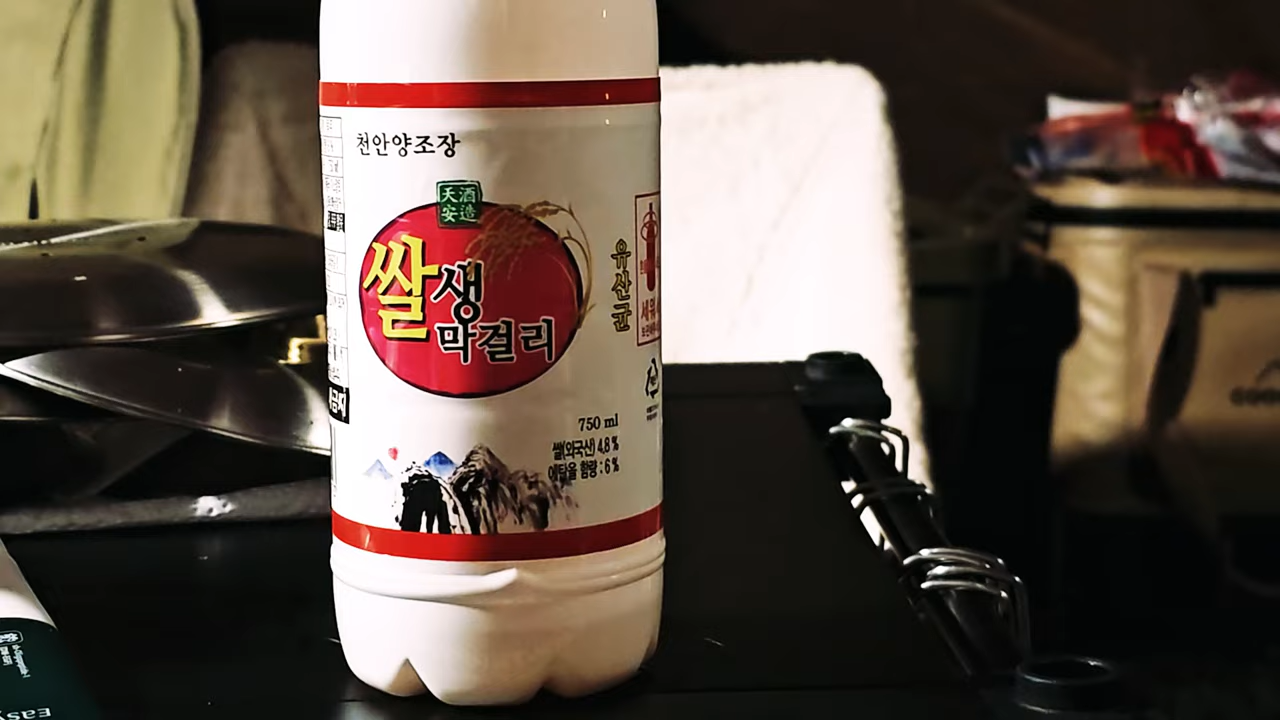 천안양조장
天酒
安造
쌀생
막걸리
유산균
750 ml
쌀(외국산) 4.8 %
에탄올 함량 : 6 %